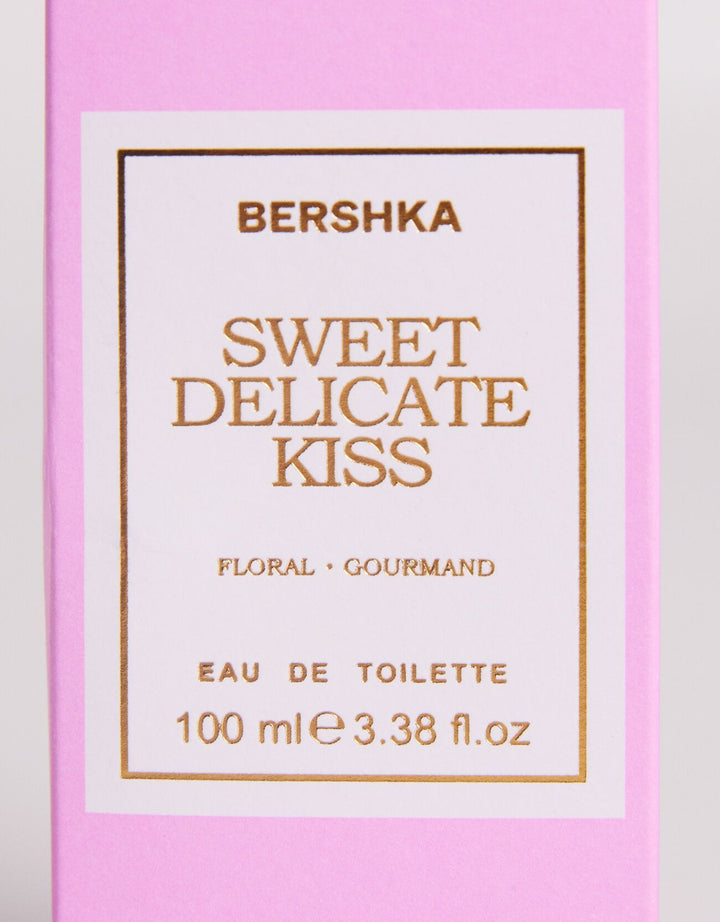 BERSHKA
SWEET
DELICATE
KISS
FLORAL · GOURMAND
EAU DE TOILETTE
100 ml ℮ 3.38 fl.oz